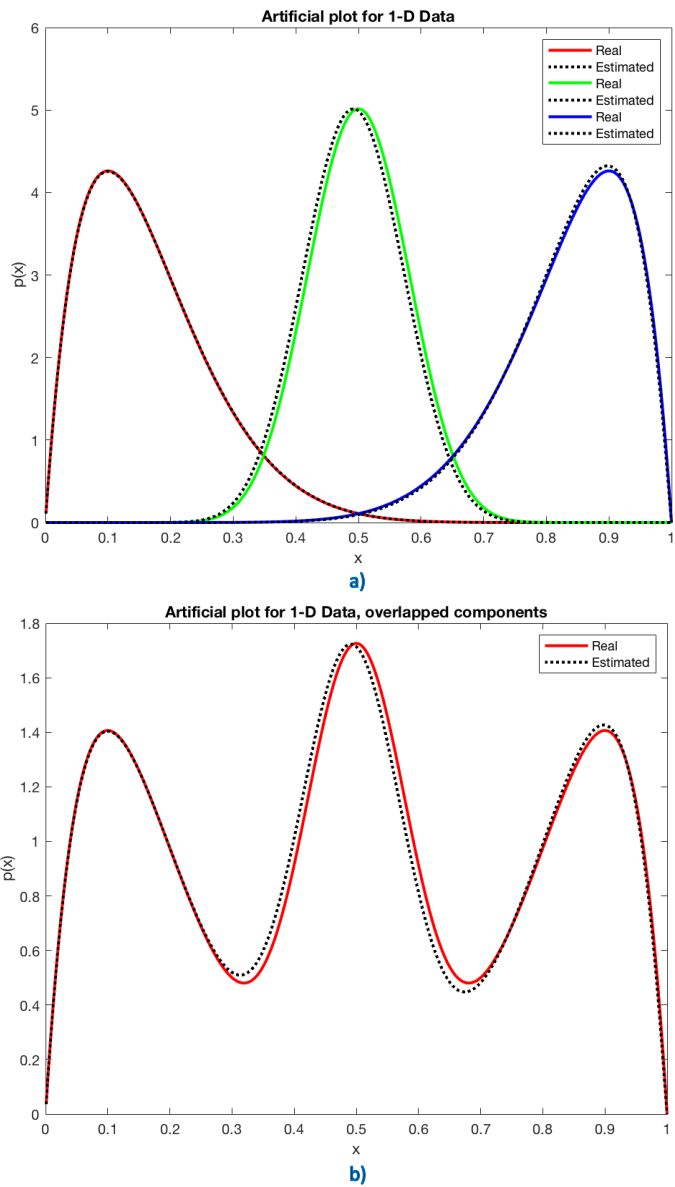 Artificial plot for 1-D Data
6
5
4
3
2
1
0
p(x)
Real
Estimated
Real
Estimated
Real
Estimated
0 0.1 0.2 0.3 0.4 0.5 0.6 0.7 0.8 0.9 1
x
a)
Artificial plot for 1-D Data, overlapped components
1.8
1.6
1.4
1.2
1
0.8
0.6
0.4
0.2
0
p(x)
Real
Estimated
0 0.1 0.2 0.3 0.4 0.5 0.6 0.7 0.8 0.9 1
x
b)